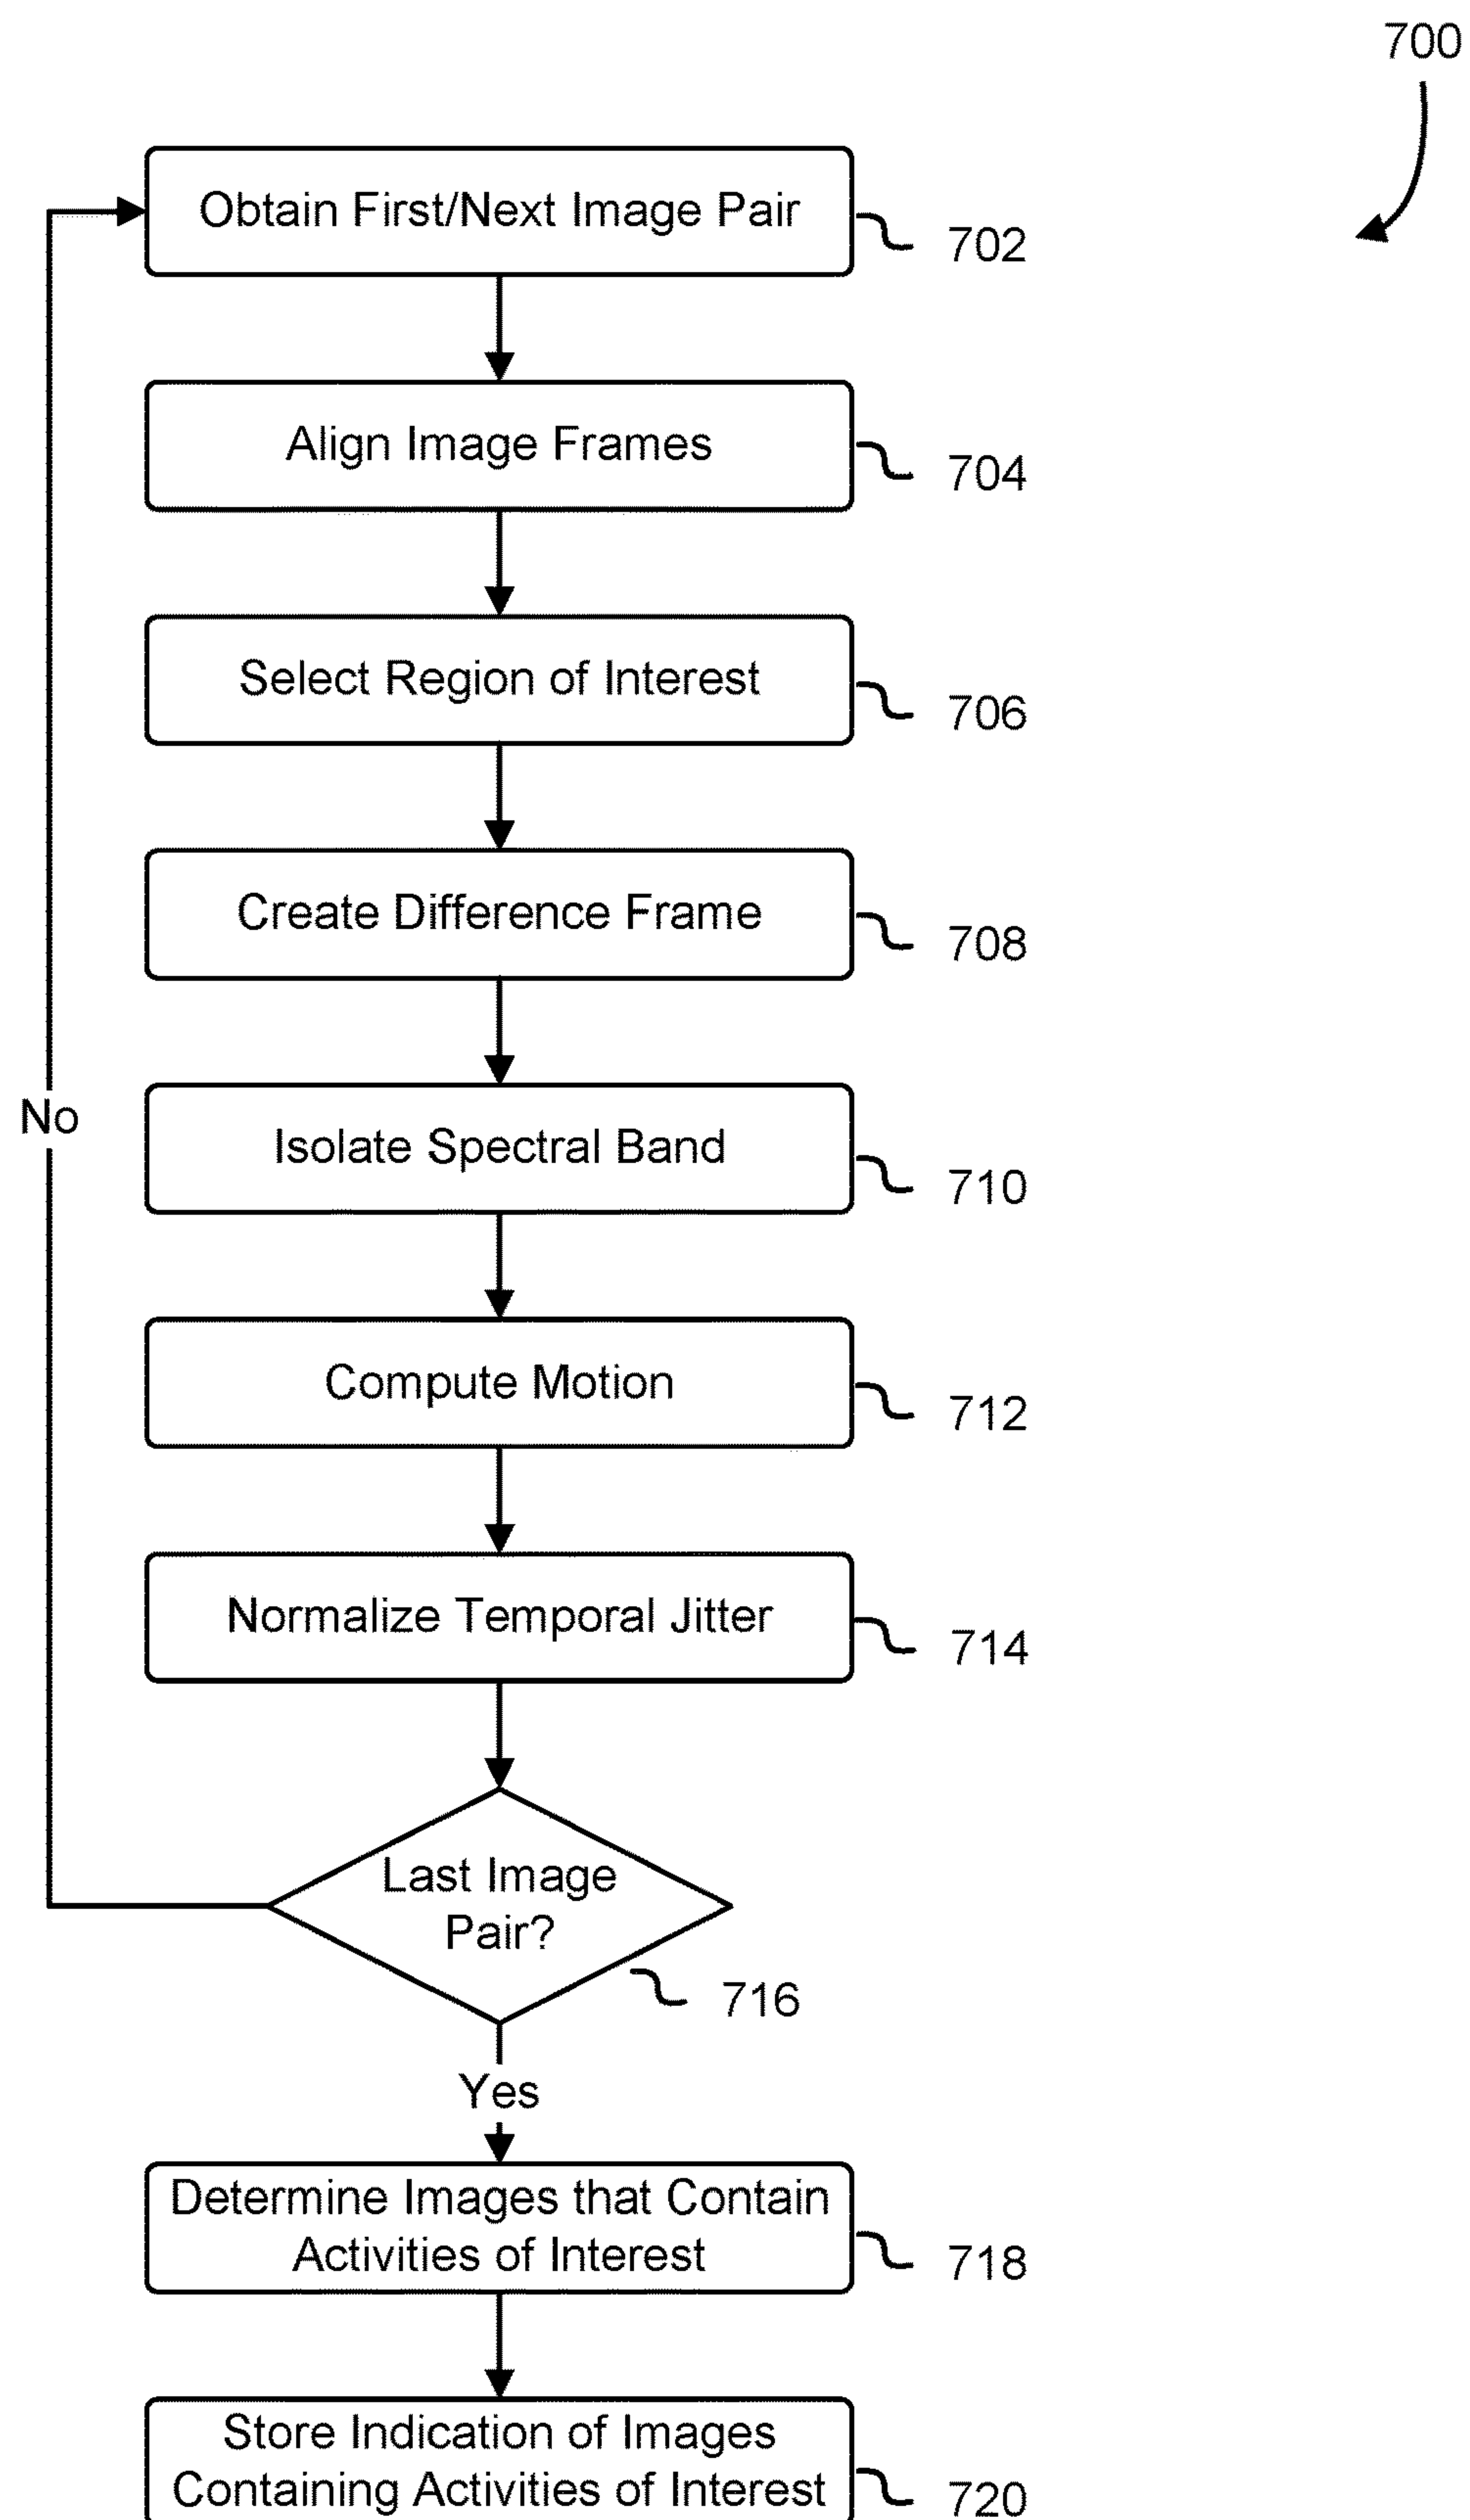 700
Obtain First/Next Image Pair
702
Align Image Frames
704
Select Region of Interest
706
Create Difference Frame
708
No
Isolate Spectral Band
710
Compute Motion
712
Normalize Temporal Jitter
714
Last Image
Pair?
716
Yes
Determine Images that Contain
Activities of Interest
718
Store Indication of Images
Containing Activities of Interest
720